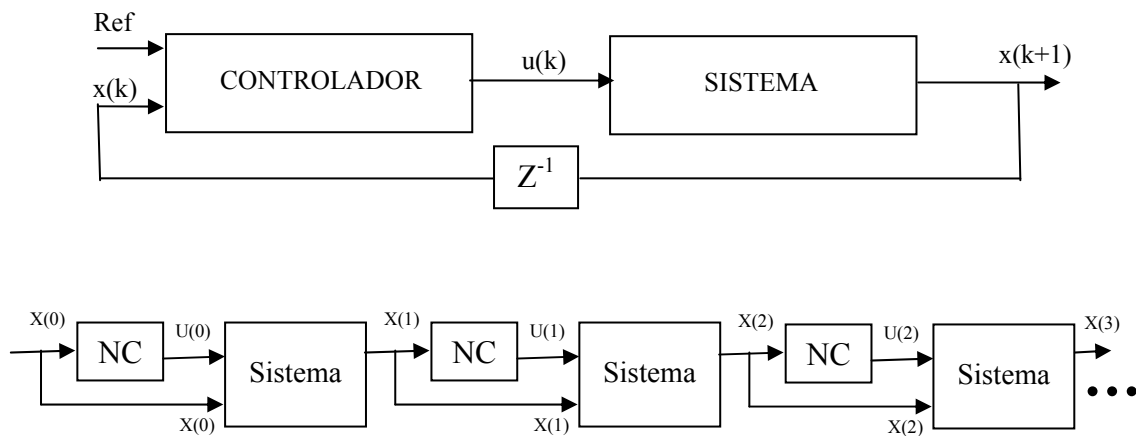 Ref
x(k)
CONTROLADOR
u(k)
SISTEMA
x(k+1)
Z-1
X(0)
NC
U(0)
Sistema
X(0)
X(1)
NC
U(1)
Sistema
X(1)
X(2)
NC
U(2)
Sistema
X(2)
X(3)
•••